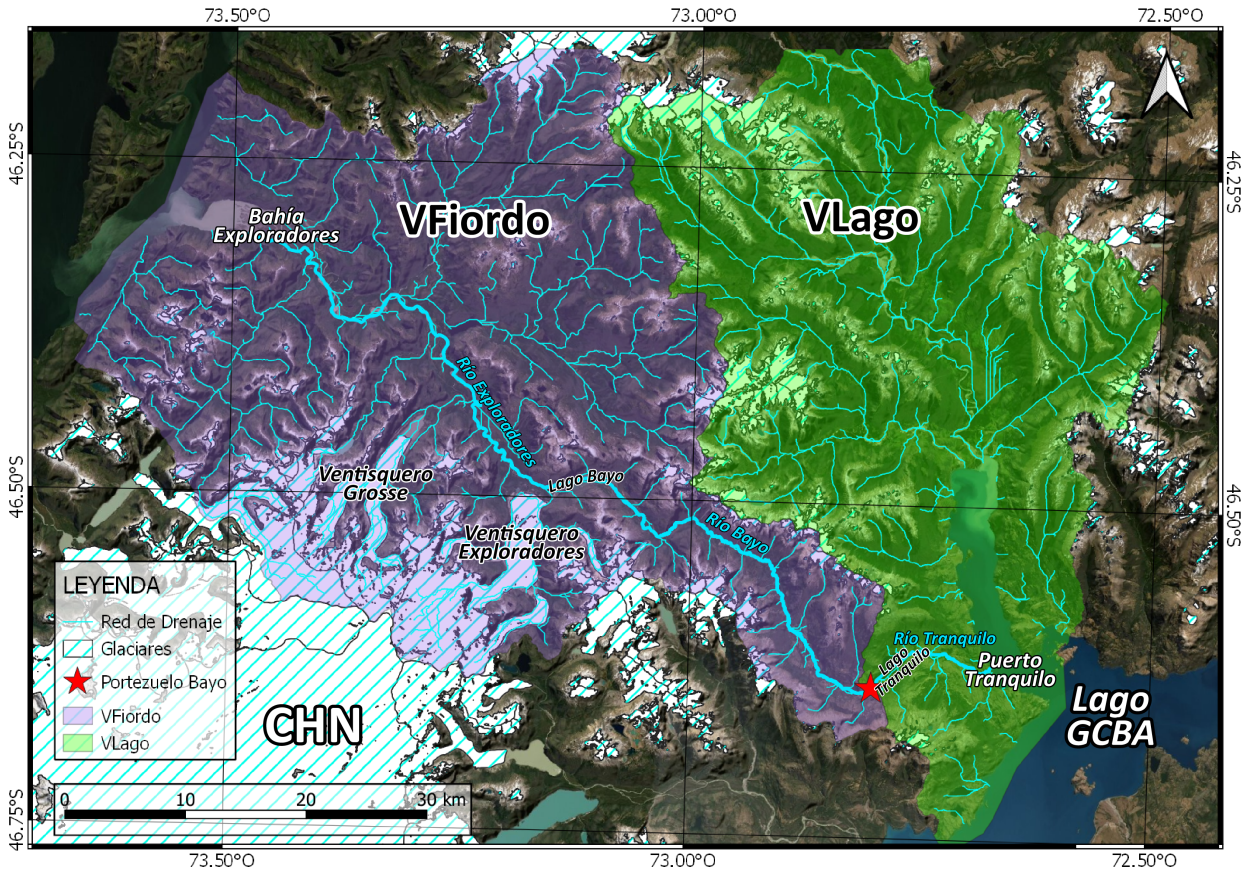 73.50°O
73.00°O
72.50°O
46.25°S
46.25°S
Bahía
Exploradores
VFiordo
VLago
Río Exploradores
Ventisquero
Grosse
Lago Bayo
46.50°S
46.50°S
Ventisquero
Exploradores
Río Bayo
LEYENDA
Red de Drenaje
Glaciares
Portezuelo Bayo
VFiordo
VLago
Río Tranquilo
Lago
Tranquilo
Puerto
Tranquilo
Lago
GCBA
CHN
0
10
20
30 km
46.75°S
73.50°O
73.00°O
72.50°O